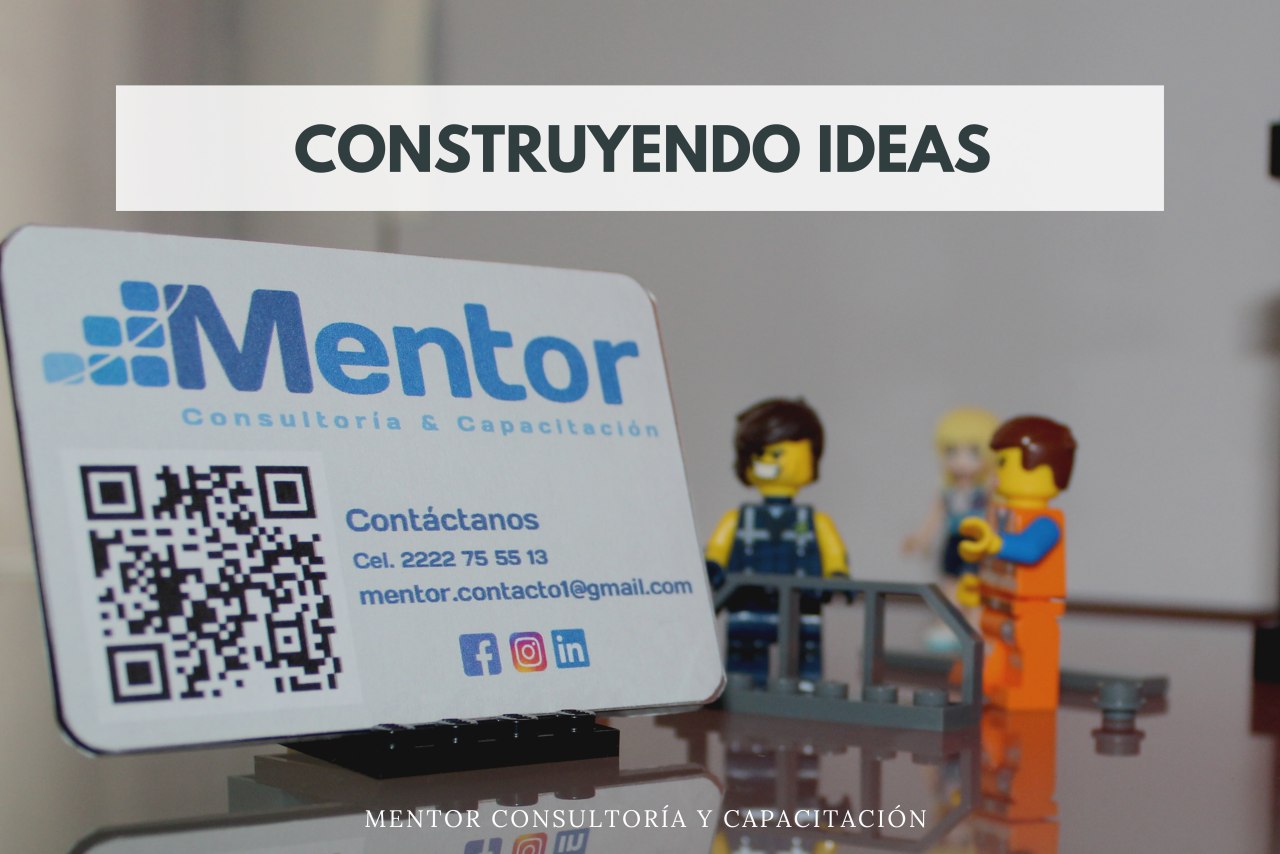 CONSTRUYENDO IDEAS
Mentor
Consultoría & Capacitación
Contáctanos
Cel. 2222 75 55 13
mentor.contacto1@gmail.com
MENTOR CONSULTORÍA Y CAPACITACIÓN